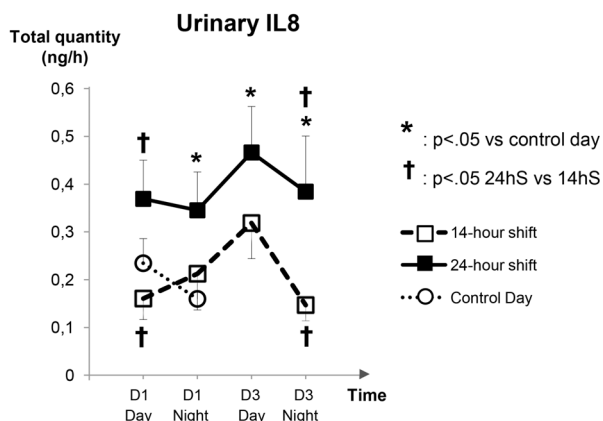 Urinary IL8
Total quantity
(ng/h)
0,6
0,5
0,4
0,3
0,2
0,1
0
†
*
*
†
*
†
†
D1
Day
D1
Night
D3
Day
D3
Night
Time
* : p<.05 vs control day
† : p<.05 24hS vs 14hS
14-hour shift
24-hour shift
Control Day